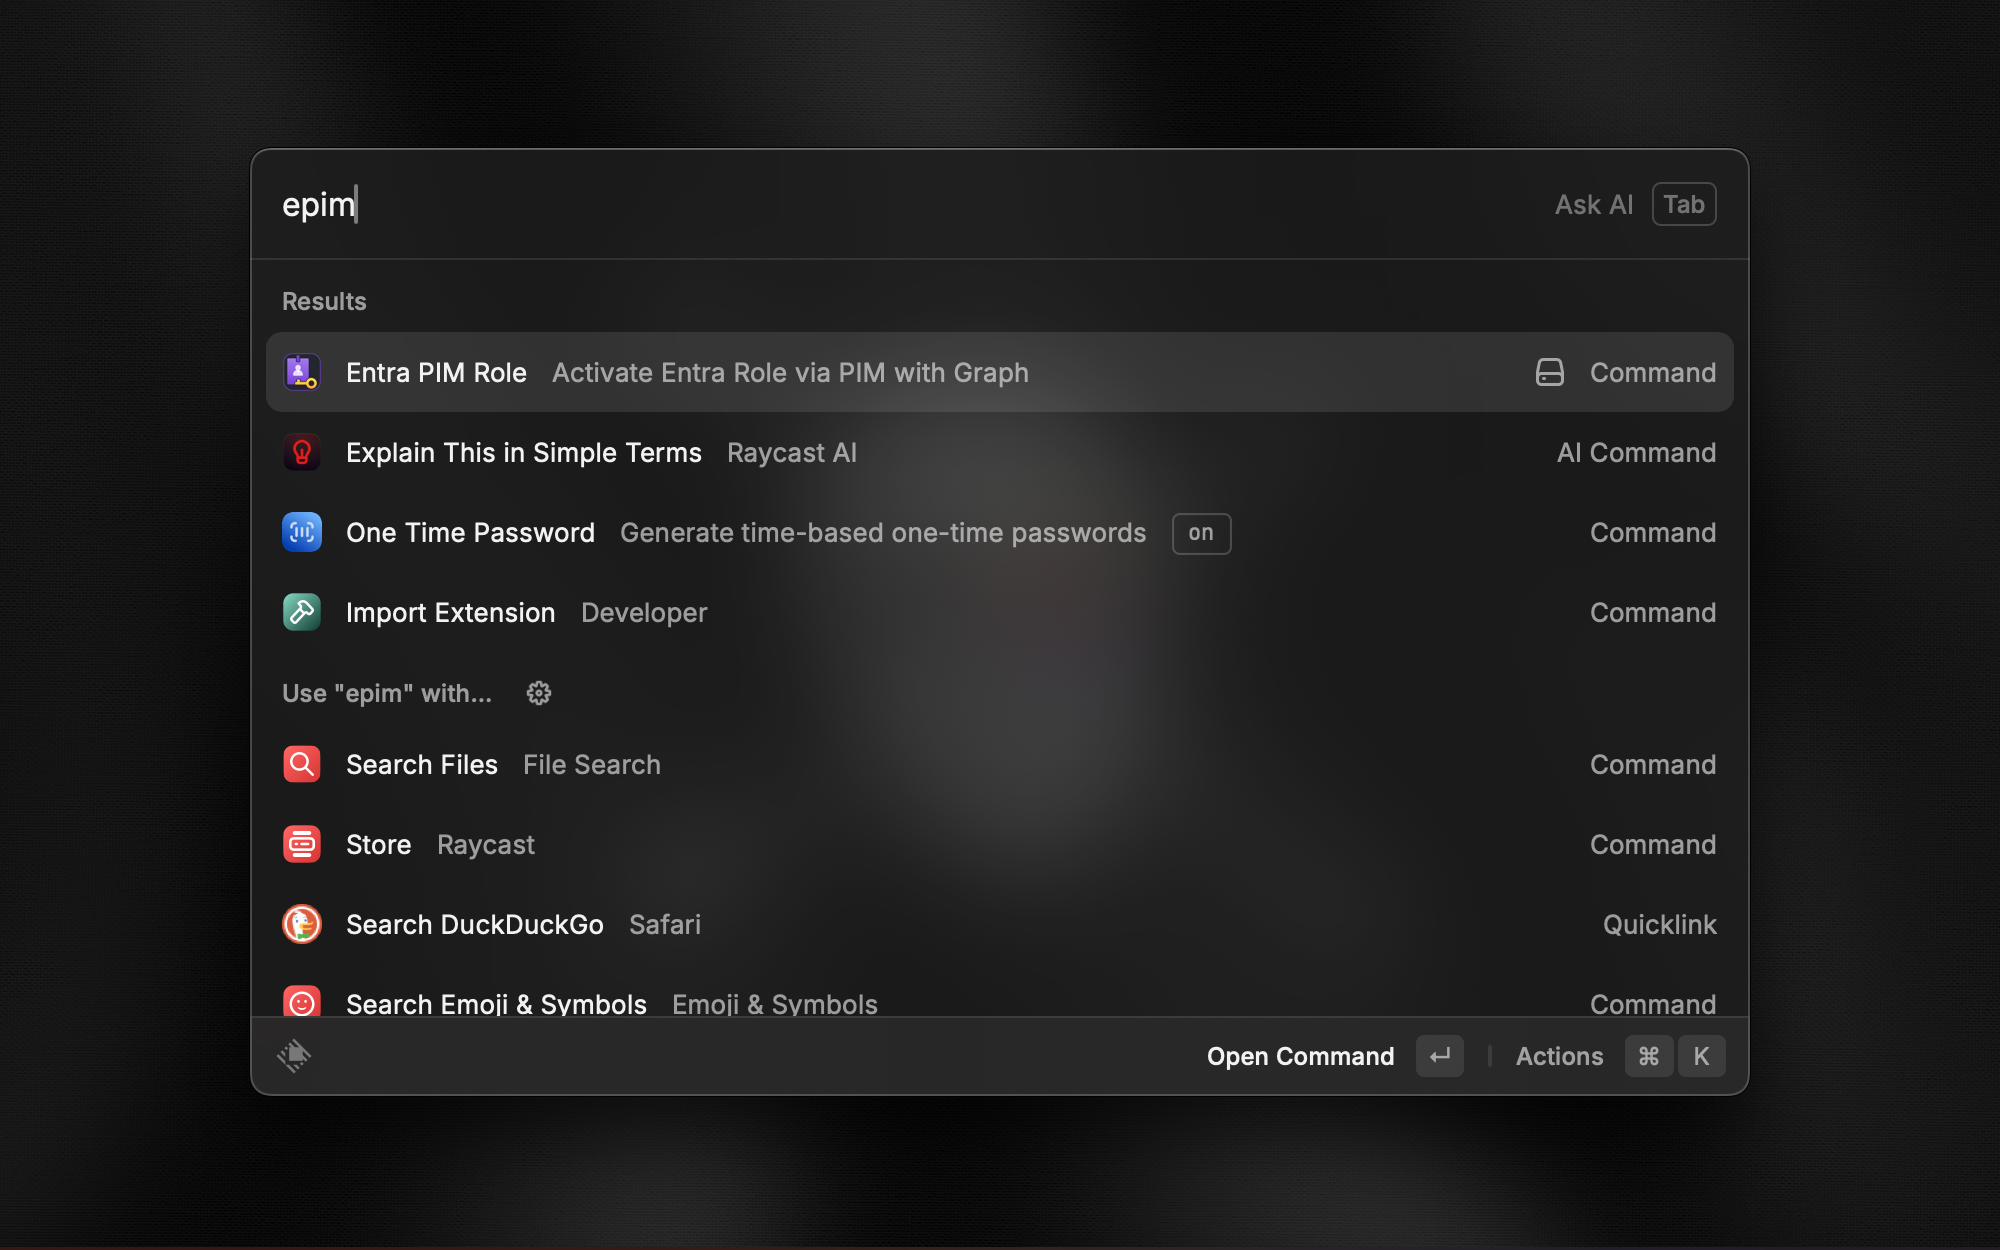 epim Ask AI Tab
Results
Entra PIM Role Activate Entra Role via PIM with Graph Command
Explain This in Simple Terms Raycast AI AI Command
One Time Password Generate time-based one-time passwords on Command
Import Extension Developer Command
Use "epim" with...
Search Files File Search Command
Store Raycast Command
Search DuckDuckGo Safari Quicklink
Search Emoji & Symbols Emoji & Symbols Command
Open Command ↵ Actions ⌘ K